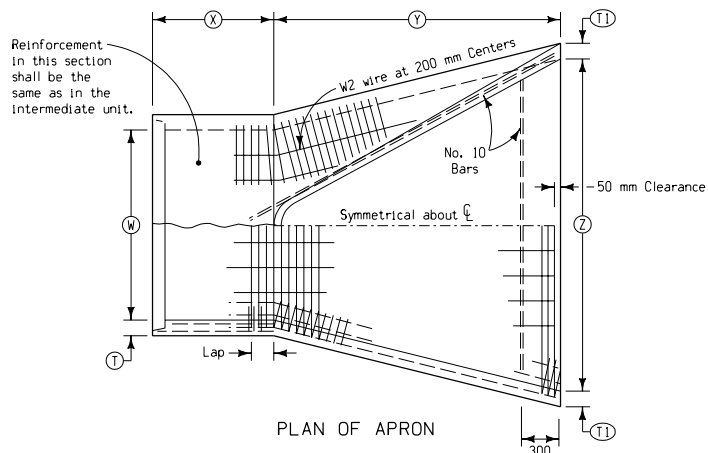 X
Y
T1
Reinforcement
in this section
shall be the
same as in the
intermediate unit.
W2 wire at 200 mm Centers
No. 10
Bars
50 mm Clearance
W
Symmetrical about ℄
Z
T
Lap
PLAN OF APRON
T1
300